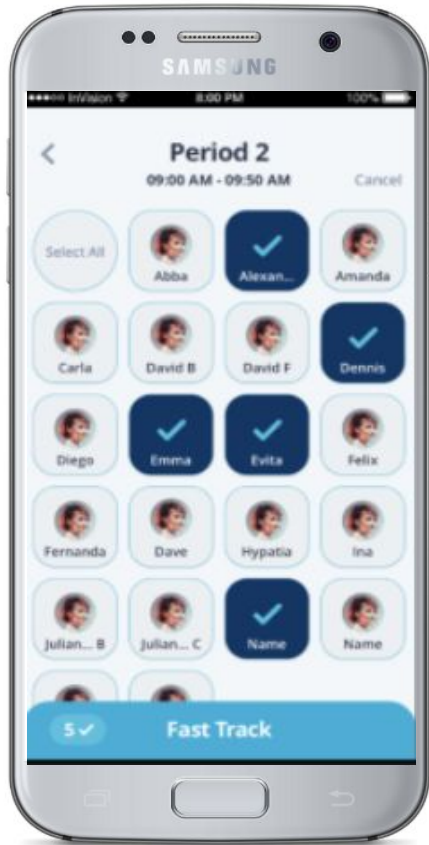 SAMSUNG
InVision 8:00 PM 100%
Period 2
09:00 AM - 09:50 AM
Cancel
Select All Abba Alexan... Amanda
Carla David B David F Dennis
Diego Emma Evita Felix
Fernanda Dave Hypatia Ina
Julian... B Julian... C Name Name
5 Fast Track